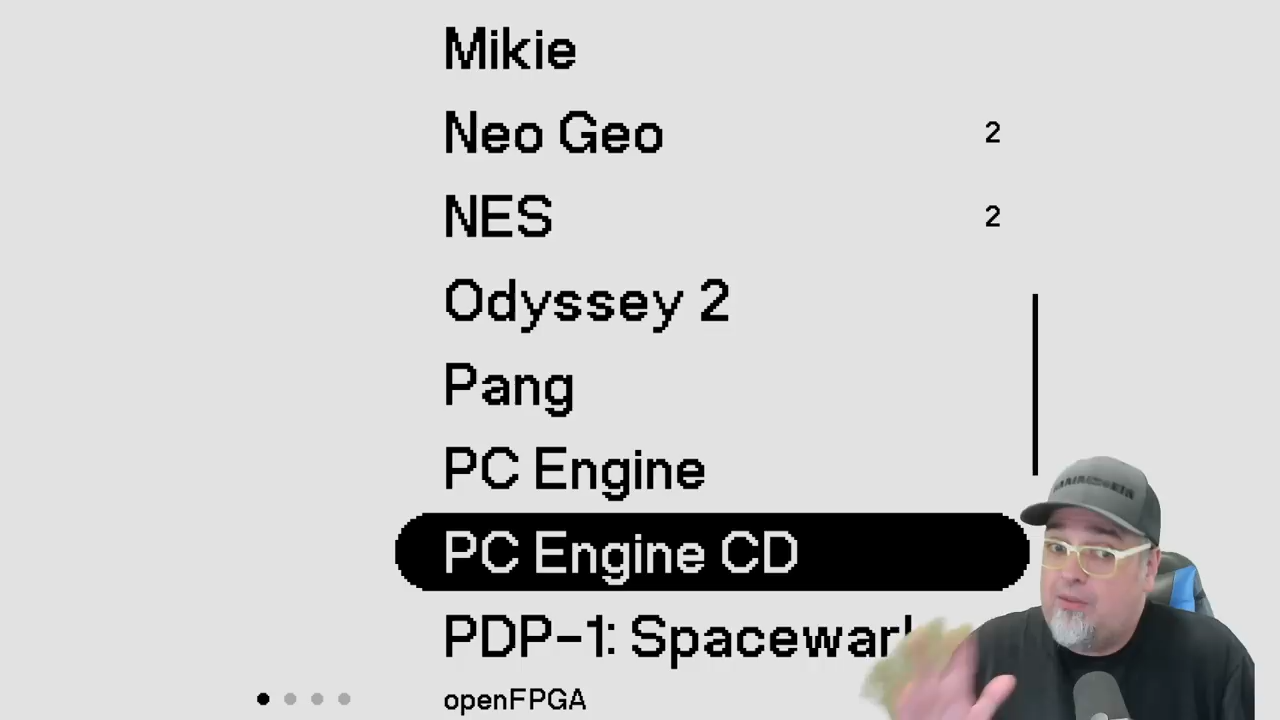 Mikie
Neo Geo 2
NES 2
Odyssey 2
Pang
PC Engine
PC Engine CD
PDP-1: Spacewar!
openFPGA